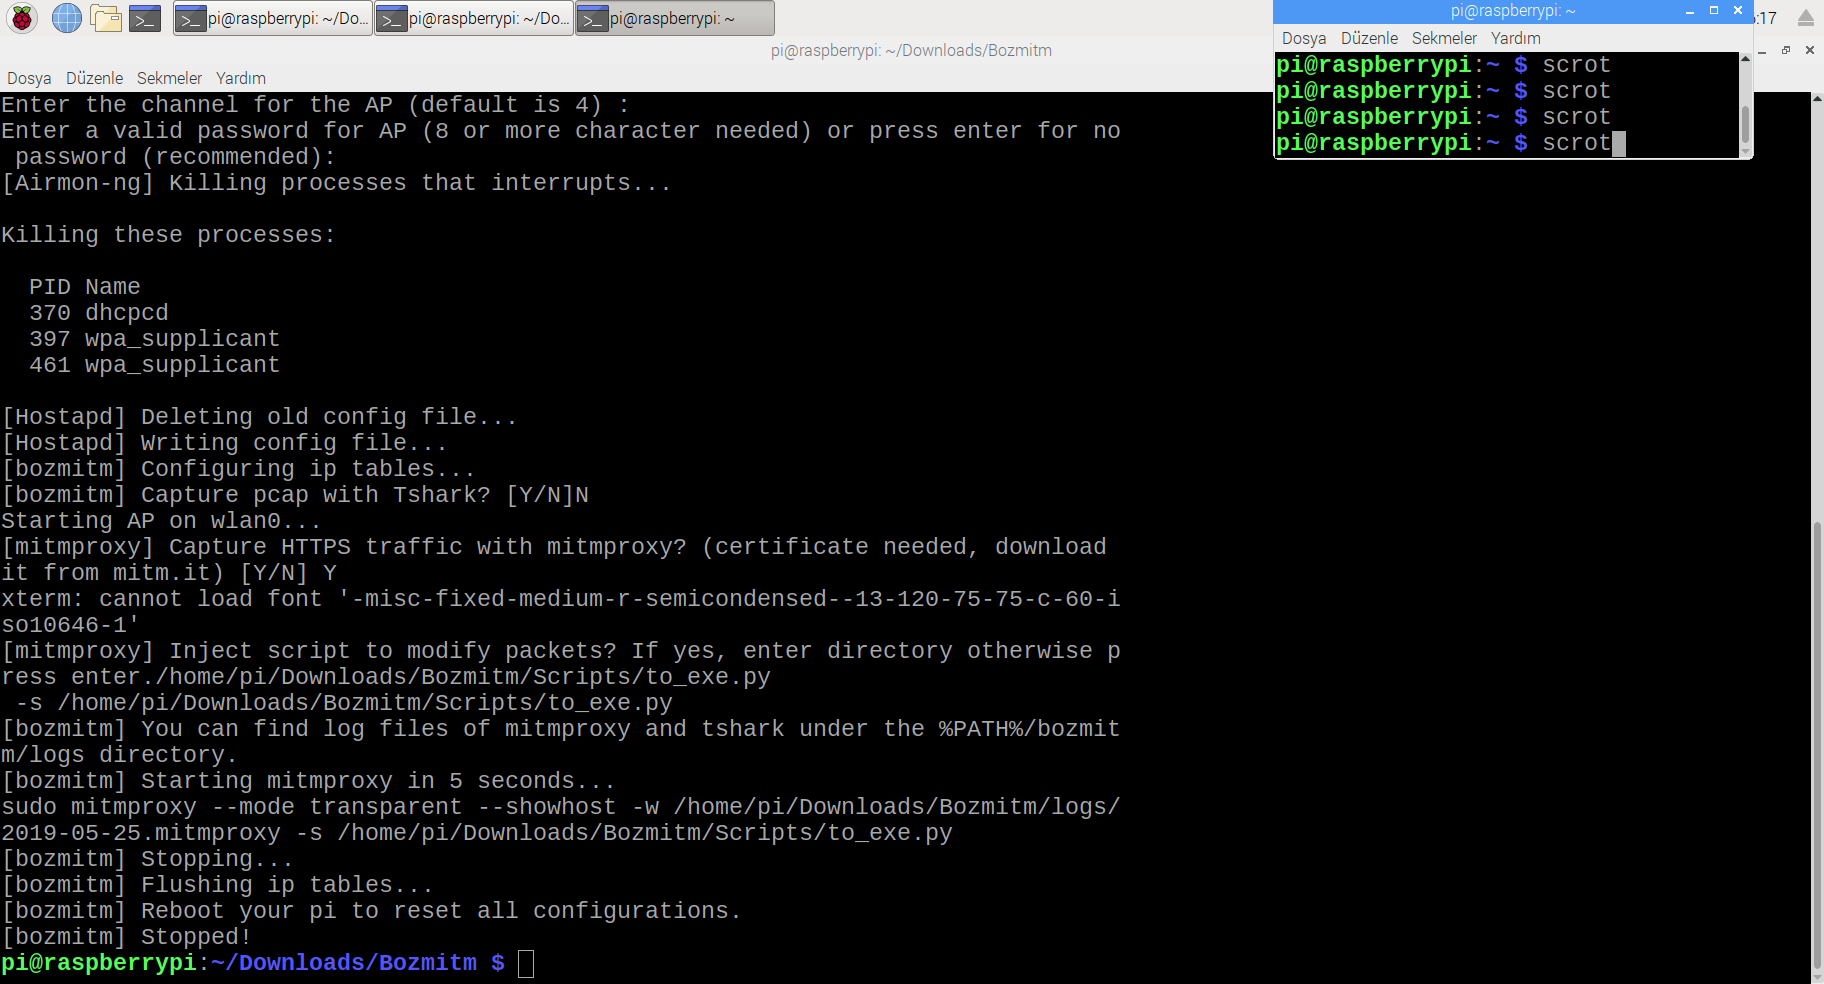 pi@raspberrypi: ~/Do...
pi@raspberrypi: ~/Do...
pi@raspberrypi: ~
:17
pi@raspberrypi: ~/Downloads/Bozmitm
Dosya Düzenle Sekmeler Yardım
pi@raspberrypi: ~
Dosya Düzenle Sekmeler Yardım
pi@raspberrypi:~ $ scrot
pi@raspberrypi:~ $ scrot
pi@raspberrypi:~ $ scrot
pi@raspberrypi:~ $ scrot
Enter the channel for the AP (default is 4) :
Enter a valid password for AP (8 or more character needed) or press enter for no
 password (recommended):
[Airmon-ng] Killing processes that interrupts...
Killing these processes:
  PID Name
  370 dhcpcd
  397 wpa_supplicant
  461 wpa_supplicant
[Hostapd] Deleting old config file...
[Hostapd] Writing config file...
[bozmitm] Configuring ip tables...
[bozmitm] Capture pcap with Tshark? [Y/N]N
Starting AP on wlan0...
[mitmproxy] Capture HTTPS traffic with mitmproxy? (certificate needed, download
it from mitm.it) [Y/N] Y
xterm: cannot load font '-misc-fixed-medium-r-semicondensed--13-120-75-75-c-60-i
so10646-1'
[mitmproxy] Inject script to modify packets? If yes, enter directory otherwise p
ress enter./home/pi/Downloads/Bozmitm/Scripts/to_exe.py
 -s /home/pi/Downloads/Bozmitm/Scripts/to_exe.py
[bozmitm] You can find log files of mitmproxy and tshark under the %PATH%/bozmit
m/logs directory.
[bozmitm] Starting mitmproxy in 5 seconds...
sudo mitmproxy --mode transparent --showhost -w /home/pi/Downloads/Bozmitm/logs/
2019-05-25.mitmproxy -s /home/pi/Downloads/Bozmitm/Scripts/to_exe.py
[bozmitm] Stopping...
[bozmitm] Flushing ip tables...
[bozmitm] Reboot your pi to reset all configurations.
[bozmitm] Stopped!
pi@raspberrypi:~/Downloads/Bozmitm $